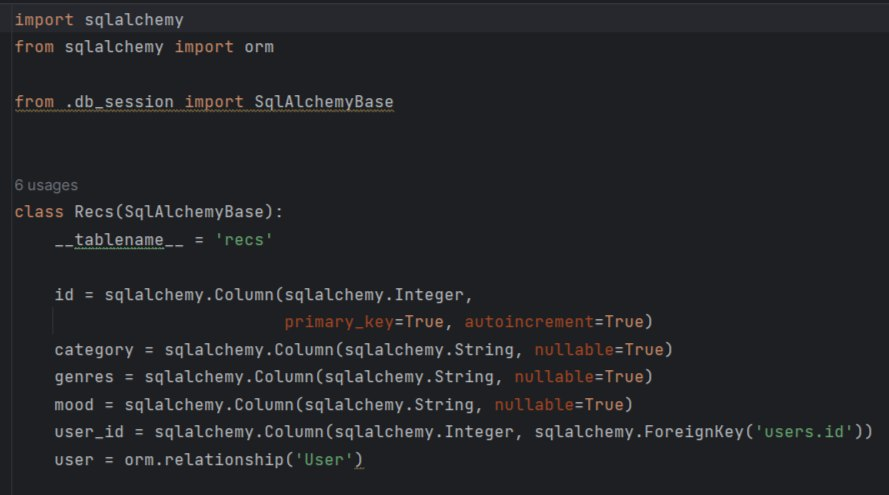 import sqlalchemy
from sqlalchemy import orm
from .db_session import SqlAlchemyBase
6 usages
class Recs(SqlAlchemyBase):
    __tablename__ = 'recs'
    id = sqlalchemy.Column(sqlalchemy.Integer,
                           primary_key=True, autoincrement=True)
    category = sqlalchemy.Column(sqlalchemy.String, nullable=True)
    genres = sqlalchemy.Column(sqlalchemy.String, nullable=True)
    mood = sqlalchemy.Column(sqlalchemy.String, nullable=True)
    user_id = sqlalchemy.Column(sqlalchemy.Integer, sqlalchemy.ForeignKey('users.id'))
    user = orm.relationship('User')